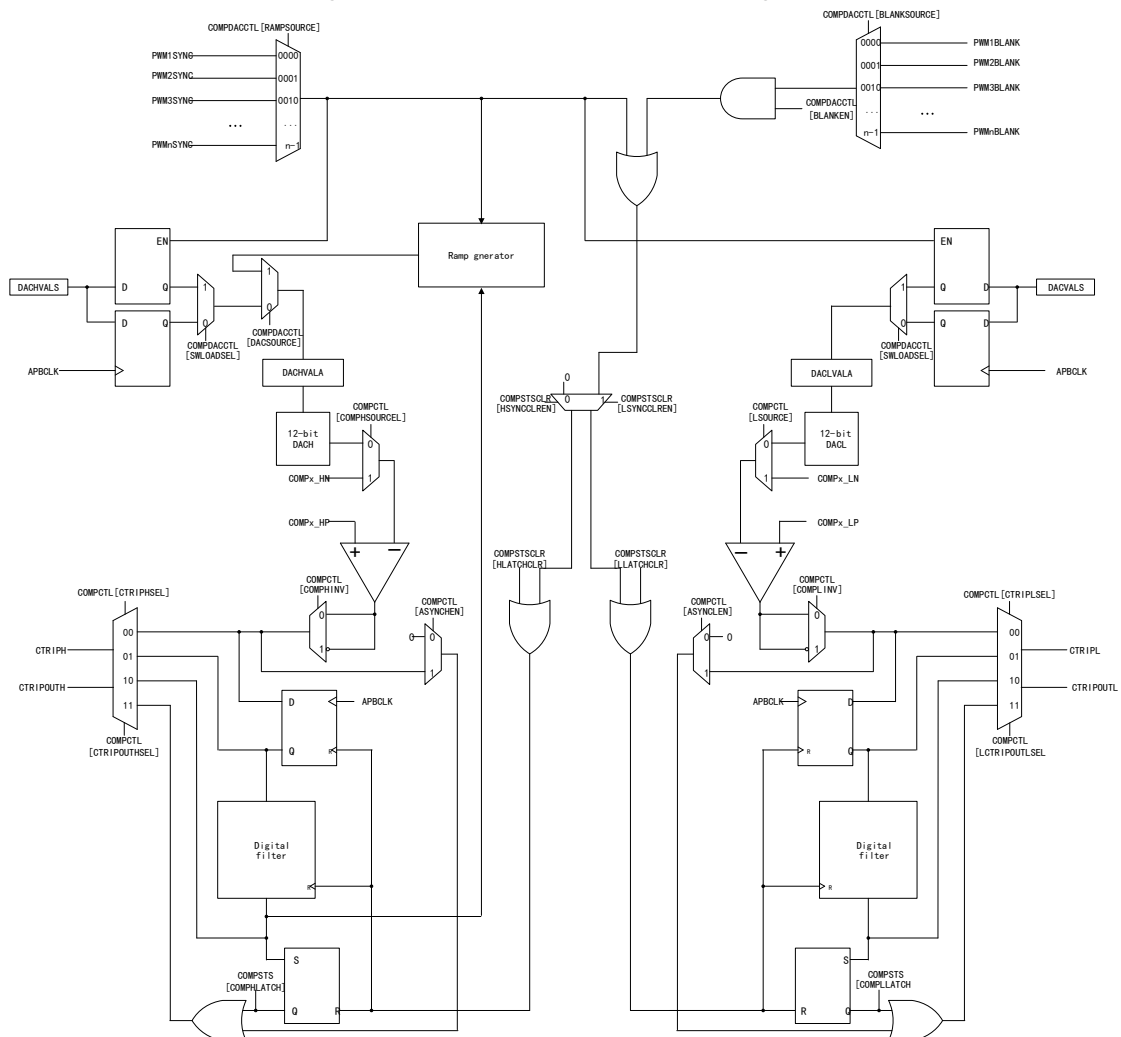 COMPDACCTL[RAMPSOURCE]
COMPDACCTL[BLANKSOURCE]
PWM1SYNC
0000
PWM2SYNC
0001
PWM3SYNC
0010
...
...
PWMnSYNC
n-1
0000
PWM1BLANK
0001
PWM2BLANK
0010
PWM3BLANK
...
...
n-1
PWMnBLANK
COMPDACCTL
[BLANKEN]
EN
D
Q
DACHVALS
D
Q
APBCLK
1
0
COMPDACCTL
[SWLOADSEL]
1
0
COMPDACCTL
[DACSOURCE]
Ramp gnerator
EN
Q
D
DACVALS
Q
D
APBCLK
1
0
COMPDACCTL
[SWLOADSEL]
DACHVALA
DACLVALA
12-bit
DACH
COMPCTL
[COMPHSOURCEL]
0
1
COMPx_HN
0
COMPSTSCLR
[HSYNCCLREN]
0
1
COMPSTSCLR
[LSYNCCLREN]
COMPCTL
[LSOURCE]
0
1
12-bit
DACL
COMPx_LN
COMPx_HP
+
−
−
+
COMPx_LP
COMPSTSCLR
[HLATCHCLR]
COMPSTSCLR
[LLATCHCLR]
COMPCTL
[COMPHINV]
0
1
COMPCTL
[ASYNCHEN]
0
0
1
COMPCTL
[ASYNCLEN]
0
0
1
COMPCTL
[COMPLINV]
0
1
COMPCTL[CTRIPHSEL]
00
01
10
11
CTRIPH
CTRIPOUTH
COMPCTL
[CTRIPOUTHSEL]
COMPCTL[CTRIPLSEL]
00
01
10
11
CTRIPL
CTRIPOUTL
COMPCTL
[LCTRIPOUTLSEL
D
APBCLK
Q
R
APBCLK
D
R
Q
Digital
filter
R
Digital
filter
R
S
Q
R
COMPSTS
[COMPHLATCH]
S
R
Q
COMPSTS
[COMPLLATCH